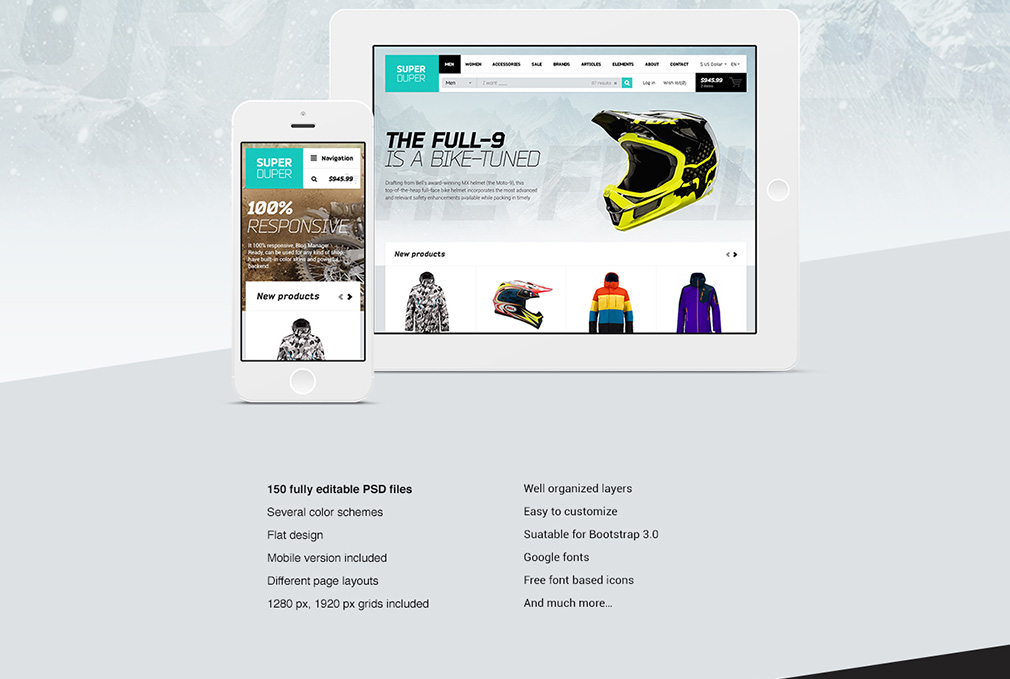 SUPER
DUPER
MEN WOMEN ACCESSORIES SALE BRANDS ARTICLES ELEMENTS ABOUT CONTACT $ US Dolar EN
Men I want ___ 87 results × Log in Wish list(2)
$945.99
THE FULL-9
IS A BIKE-TUNED
Drafting from Bell's award-winning MX helmet (the Moto-9), this
top-of-the-heap full-face bike helmet incorporates the most advanced
and relevant safety enhancements available while packing in timely
FOX
New products
SUPER
DUPER
Navigation
$945.99
100%
RESPONSIVE
It 100% responsive, Blog Manager
Ready, can be used for any kind of shop,
have built-in color skins and powerful
backend.
New products
150 fully editable PSD files
Several color schemes
Flat design
Mobile version included
Different page layouts
1280 px, 1920 px grids included
Well organized layers
Easy to customize
Suatable for Bootstrap 3.0
Google fonts
Free font based icons
And much more...